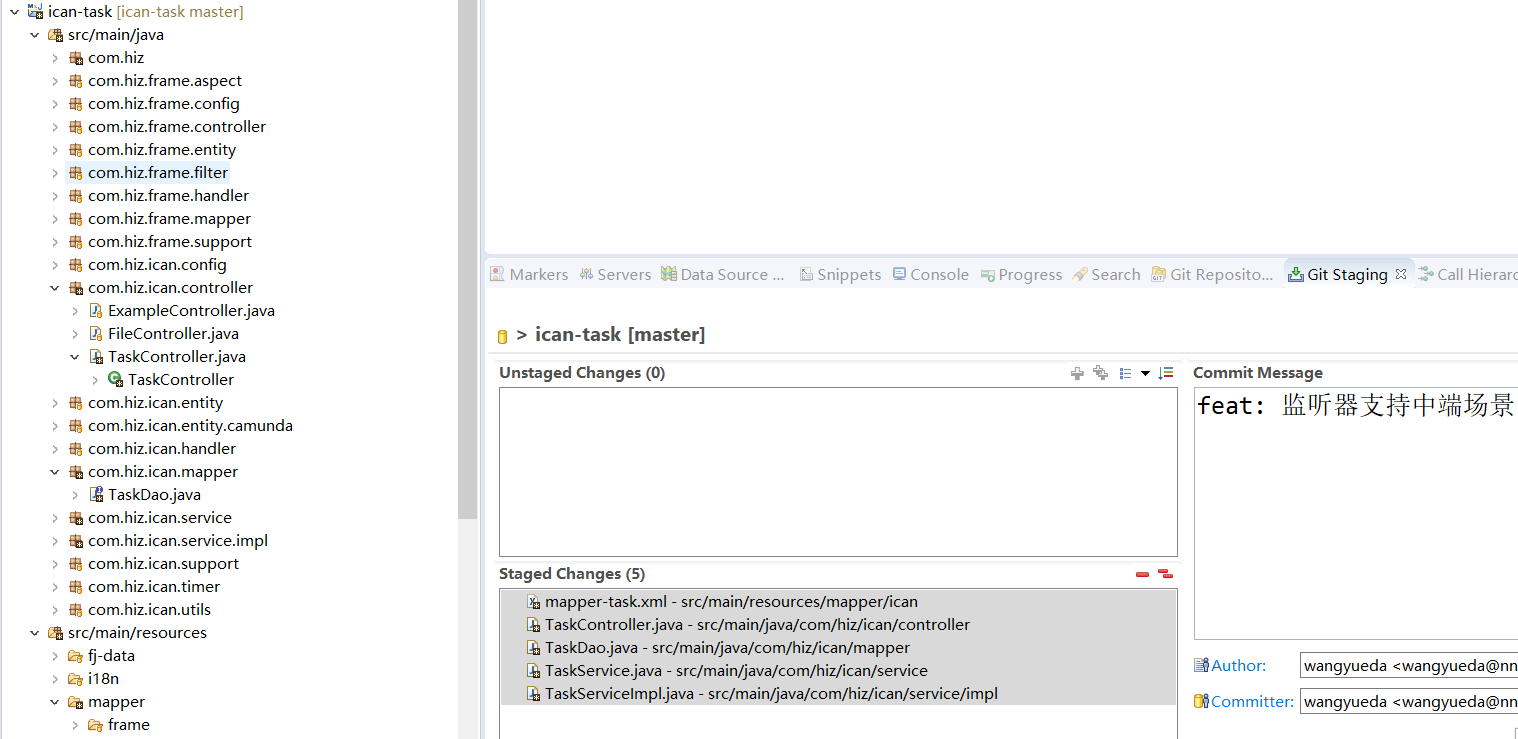 ican-task [ican-task master]
src/main/java
com.hiz
com.hiz.frame.aspect
com.hiz.frame.config
com.hiz.frame.controller
com.hiz.frame.entity
com.hiz.frame.filter
com.hiz.frame.handler
com.hiz.frame.mapper
com.hiz.frame.support
com.hiz.ican.config
com.hiz.ican.controller
ExampleController.java
FileController.java
TaskController.java
TaskController
com.hiz.ican.entity
com.hiz.ican.entity.camunda
com.hiz.ican.handler
com.hiz.ican.mapper
TaskDao.java
com.hiz.ican.service
com.hiz.ican.service.impl
com.hiz.ican.support
com.hiz.ican.timer
com.hiz.ican.utils
src/main/resources
fj-data
i18n
mapper
frame
Markers Servers Data Source ... Snippets Console Progress Search Git Reposito... Git Staging Call Hierarc
> ican-task [master]
Unstaged Changes (0)
Staged Changes (5)
mapper-task.xml - src/main/resources/mapper/ican
TaskController.java - src/main/java/com/hiz/ican/controller
TaskDao.java - src/main/java/com/hiz/ican/mapper
TaskService.java - src/main/java/com/hiz/ican/service
TaskServiceImpl.java - src/main/java/com/hiz/ican/service/impl
Commit Message
feat: 监听器支持中端场景
Author: wangyueda <wangyueda@nn
Committer: wangyueda <wangyueda@nn